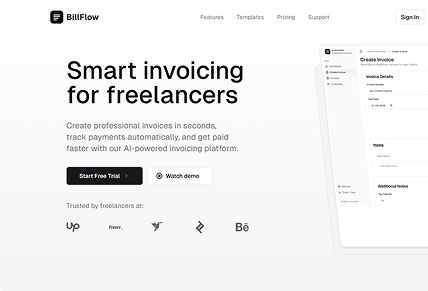 BillFlow
Features Templates Pricing Support
Sign In
Smart invoicing
for freelancers
Create professional invoices in seconds,
track payments automatically, and get paid
faster with our AI-powered invoicing platform.
Start Free Trial
Watch demo
Trusted by freelancers at:
Up
fiverr.
Bē
Create invoice
Invoice Details
Items
Additional Notes